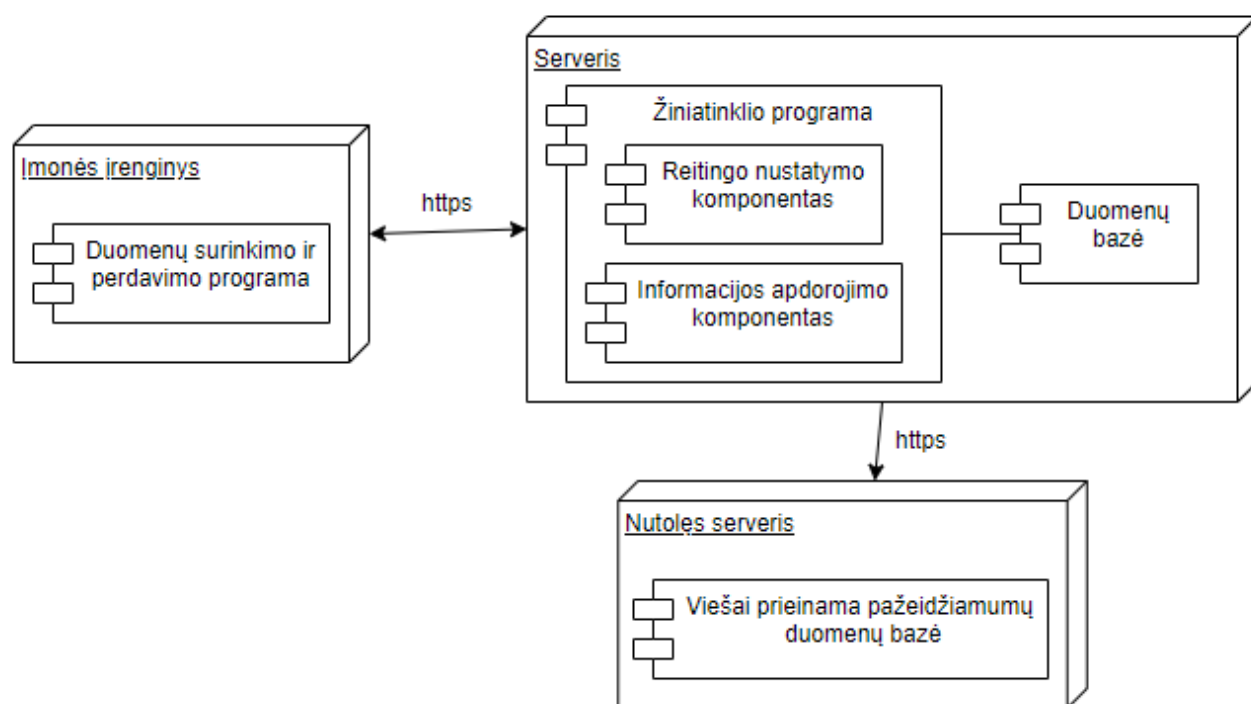 Serveris
Žiniatinklio programa
Reitingo nustatymo
komponentas
Informacijos apdorojimo
komponentas
Duomenų
bazė
Įmonės įrenginys
Duomenų surinkimo ir
perdavimo programa
https
https
Nutolęs serveris
Viešai prieinama pažeidžiamumų
duomenų bazė